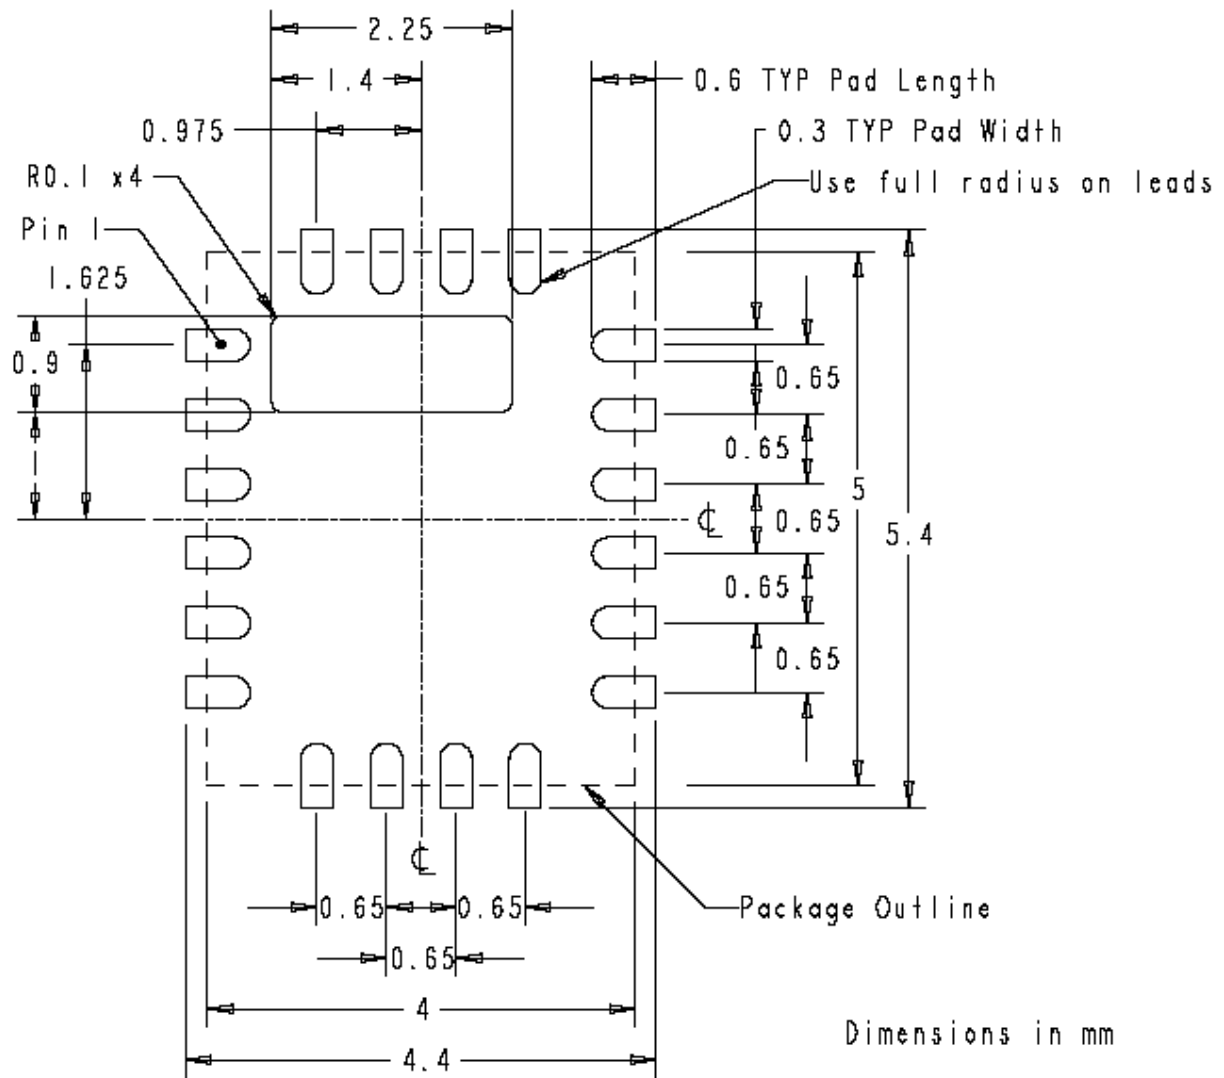 2.25
1.4
0.6 TYP Pad Length
0.975
0.3 TYP Pad Width
R0.1 x4
Use full radius on leads
Pin 1
1.625
0.9
0.65
0.65
5
0.65
5.4
0.65
0.65
0.65
0.65
Package Outline
0.65
4
Dimensions in mm
4.4